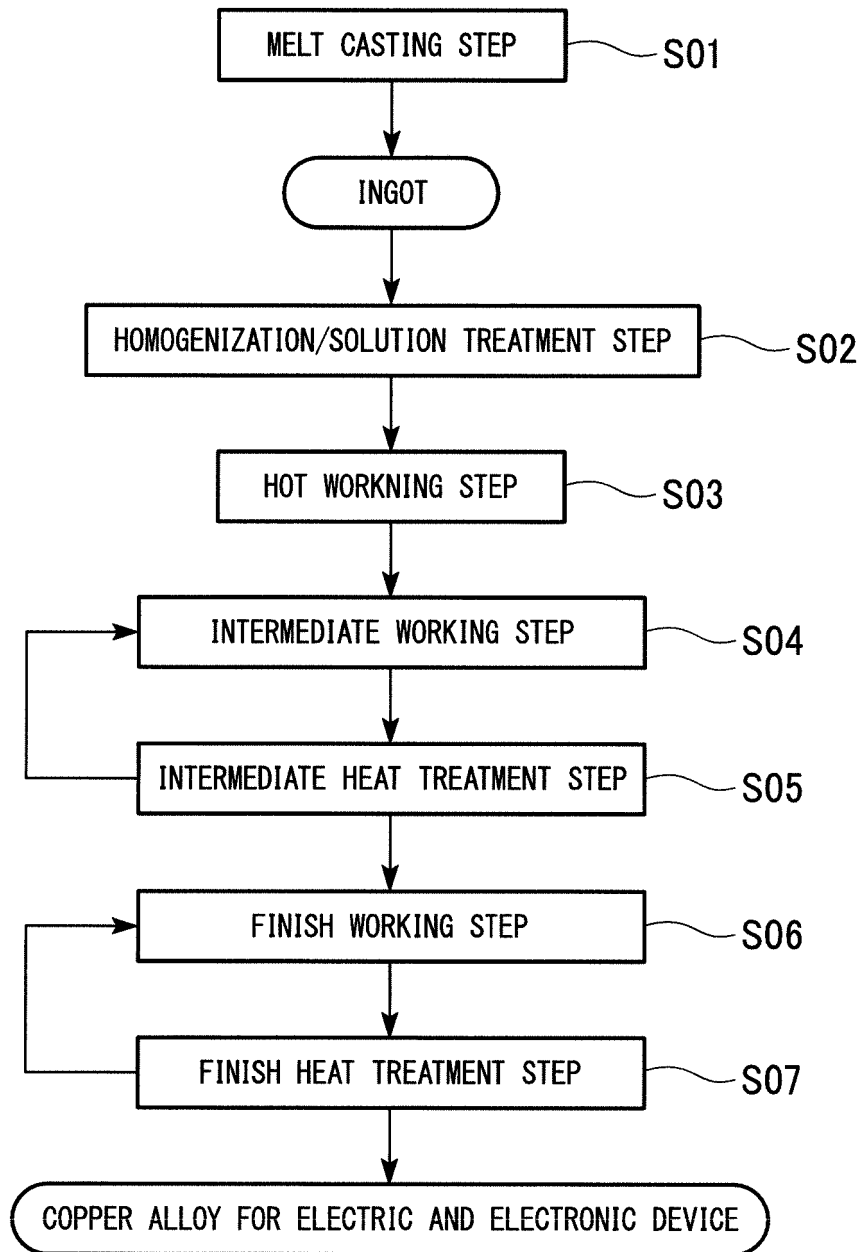 MELT CASTING STEP
S01
INGOT
HOMOGENIZATION/SOLUTION TREATMENT STEP
S02
HOT WORKNING STEP
S03
INTERMEDIATE WORKING STEP
S04
INTERMEDIATE HEAT TREATMENT STEP
S05
FINISH WORKING STEP
S06
FINISH HEAT TREATMENT STEP
S07
COPPER ALLOY FOR ELECTRIC AND ELECTRONIC DEVICE